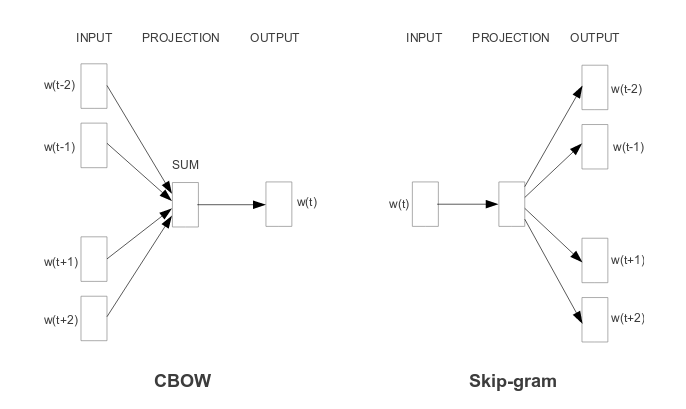 INPUT PROJECTION OUTPUT
w(t-2)
w(t-1)
SUM
w(t)
w(t+1)
w(t+2)
CBOW
INPUT PROJECTION OUTPUT
w(t-2)
w(t-1)
w(t)
w(t+1)
w(t+2)
Skip-gram